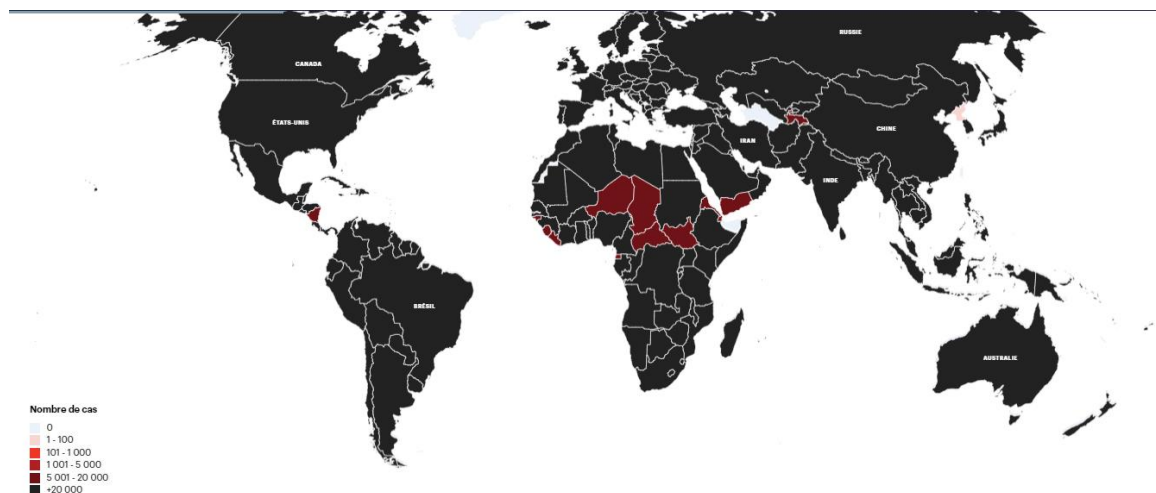 RUSSIE
CANADA
ÉTATS-UNIS
CHINE
IRAN
INDE
BRÉSIL
AUSTRALIE
Nombre de cas
0
1 - 100
101 - 1 000
1 001 - 5 000
5 001 - 20 000
+20 000